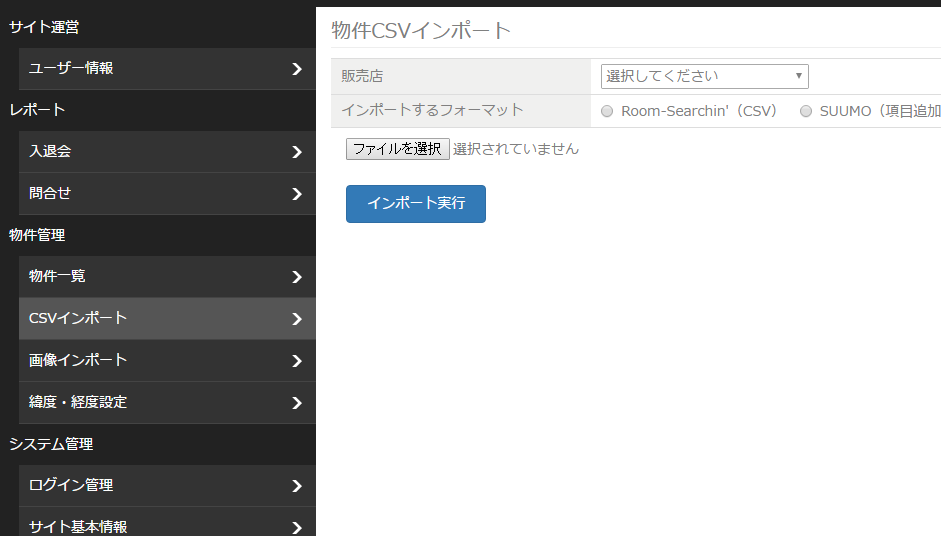 サイト運営
ユーザー情報
レポート
入退会
問合せ
物件管理
物件一覧
CSVインポート
画像インポート
緯度・経度設定
システム管理
ログイン管理
サイト基本情報
物件CSVインポート
販売店 選択してください
インポートするフォーマット Room-Searchin'（CSV） SUUMO（項目追加
ファイルを選択 選択されていません
インポート実行